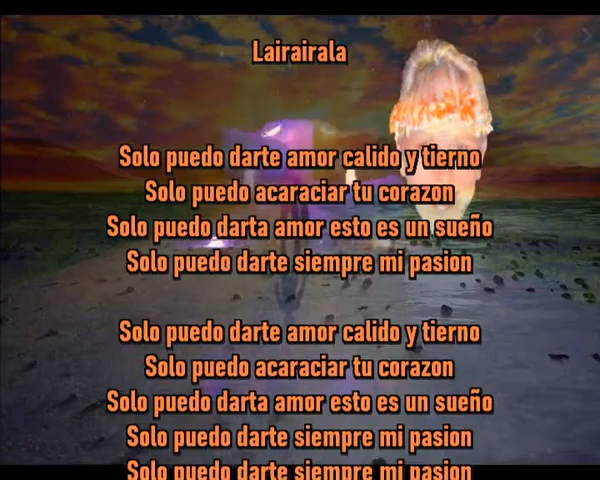 Lairairala
Solo puedo darte amor calido y tierno
Solo puedo acaraciar tu corazon
Solo puedo darta amor esto es un sueño
Solo puedo darte siempre mi pasion
Solo puedo darte amor calido y tierno
Solo puedo acaraciar tu corazon
Solo puedo darta amor esto es un sueño
Solo puedo darte siempre mi pasion
Solo puedo darte siempre mi pasion